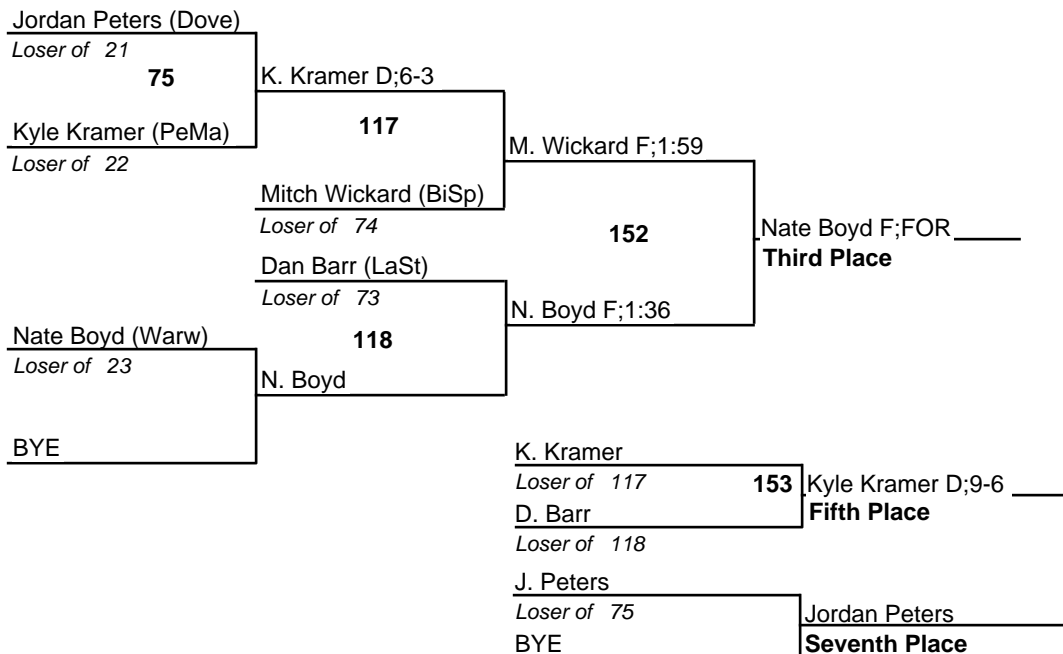 Jordan Peters (Dove)
Loser of 21
75
K. Kramer D;6-3
Kyle Kramer (PeMa)
Loser of 22
117
M. Wickard F;1:59
Mitch Wickard (BiSp)
Loser of 74
152
Nate Boyd F;FOR
Third Place
Dan Barr (LaSt)
Loser of 73
N. Boyd F;1:36
Nate Boyd (Warw)
Loser of 23
118
N. Boyd
BYE
K. Kramer
Loser of 117
153
Kyle Kramer D;9-6
Fifth Place
D. Barr
Loser of 118
J. Peters
Loser of 75
Jordan Peters
BYE
Seventh Place